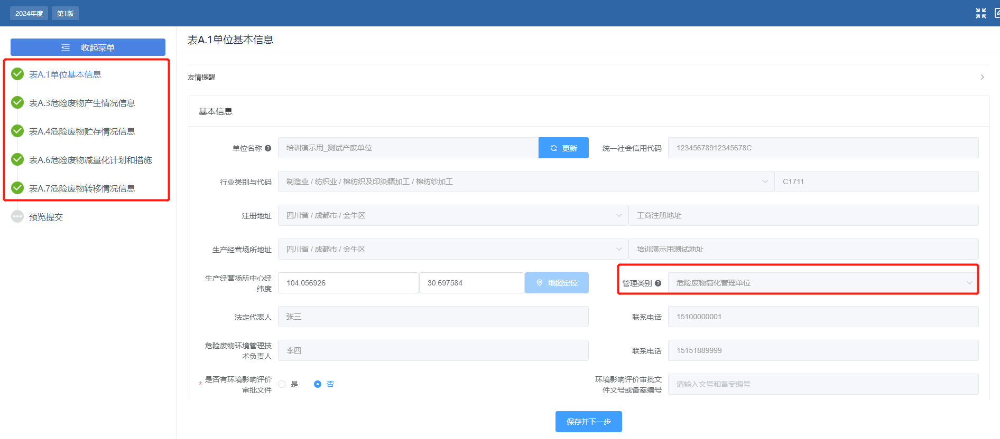 2024年度 第1版
收起菜单
表A.1单位基本信息
表A.3危险废物产生情况信息
表A.4危险废物贮存情况信息
表A.6危险废物减量化计划和措施
表A.7危险废物转移情况信息
预览提交
表A.1单位基本信息
友情提醒
基本信息
单位名称 培训演示用_测试产废单位 更新 统一社会信用代码 12345678912345678C
行业类别与代码 制造业 / 纺织业 / 棉纺织及印染精加工 / 棉纺纱加工 C1711
注册地址 四川省 / 成都市 / 金牛区 工商注册地址
生产经营场所地址 四川省 / 成都市 / 金牛区 培训演示用测试地址
生产经营场所中心经
纬度 104.056926 30.697584 地图定位 管理类别 危险废物简化管理单位
法定代表人 张三 联系电话 15100000001
危险废物环境管理技
术负责人 李四 联系电话 15151889999
* 是否有环境影响评价
审批文件 是 否 环境影响评价审批文
件文号或备案编号 请输入文号和备案编号
保存并下一步